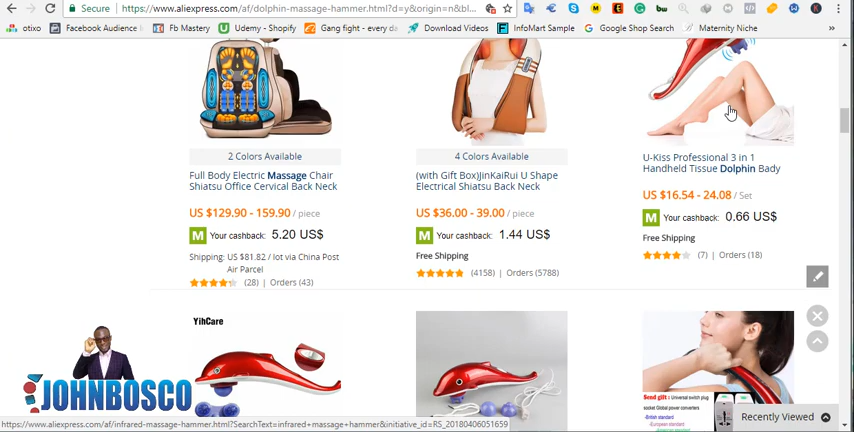 Secure
https://www.aliexpress.com/af/dolphin-massage-hammer.html?d=y&origin=n&bl...
otixo
Facebook Audience I
Fb Mastery
Udemy - Shopify
Gang fight - every da
Download Videos
InfoMart Sample
Google Shop Search
Maternity Niche
»
2 Colors Available
Full Body Electric Massage Chair
Shiatsu Office Cervical Back Neck
US $129.90 - 159.90 / piece
M Your cashback: 5.20 US$
Shipping: US $81.82 / lot via China Post
Air Parcel
(28) | Orders (43)
4 Colors Available
(with Gift Box)JinKaiRui U Shape
Electrical Shiatsu Back Neck
US $36.00 - 39.00 / piece
M Your cashback: 1.44 US$
Free Shipping
(4158) | Orders (5788)
U-Kiss Professional 3 in 1
Handheld Tissue Dolphin Bady
US $16.54 - 24.08 / Set
M Your cashback: 0.66 US$
Free Shipping
(7) | Orders (18)
YihCare
Send gift : Universal switch plug
socket Global power converters
-British standard
-European standard
JOHNBOSCO
Recently Viewed
https://www.aliexpress.com/af/infrared-massage-hammer.html?SearchText=infrared+massage+hammer&initiative_id=RS_20180406051659